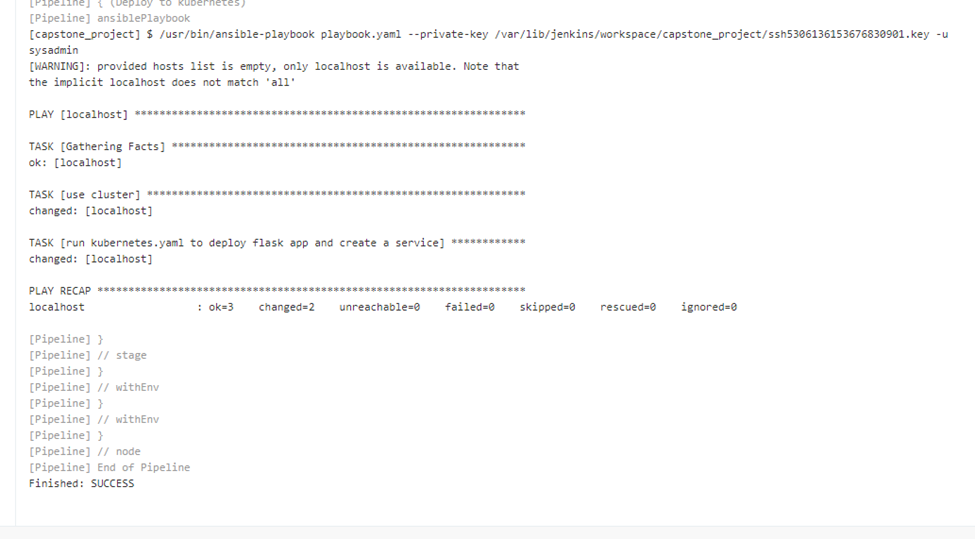 [Pipeline] { (Deploy to kubernetes)
[Pipeline] ansiblePlaybook
[capstone_project] $ /usr/bin/ansible-playbook playbook.yaml --private-key /var/lib/jenkins/workspace/capstone_project/ssh5306136153676830901.key -u
sysadmin
[WARNING]: provided hosts list is empty, only localhost is available. Note that
the implicit localhost does not match 'all'
PLAY [localhost] ***************************************************************
TASK [Gathering Facts] *********************************************************
ok: [localhost]
TASK [use cluster] *************************************************************
changed: [localhost]
TASK [run kubernetes.yaml to deploy flask app and create a service] ************
changed: [localhost]
PLAY RECAP *********************************************************************
localhost : ok=3 changed=2 unreachable=0 failed=0 skipped=0 rescued=0 ignored=0
[Pipeline] }
[Pipeline] // stage
[Pipeline] }
[Pipeline] // withEnv
[Pipeline] }
[Pipeline] // withEnv
[Pipeline] }
[Pipeline] // node
[Pipeline] End of Pipeline
Finished: SUCCESS